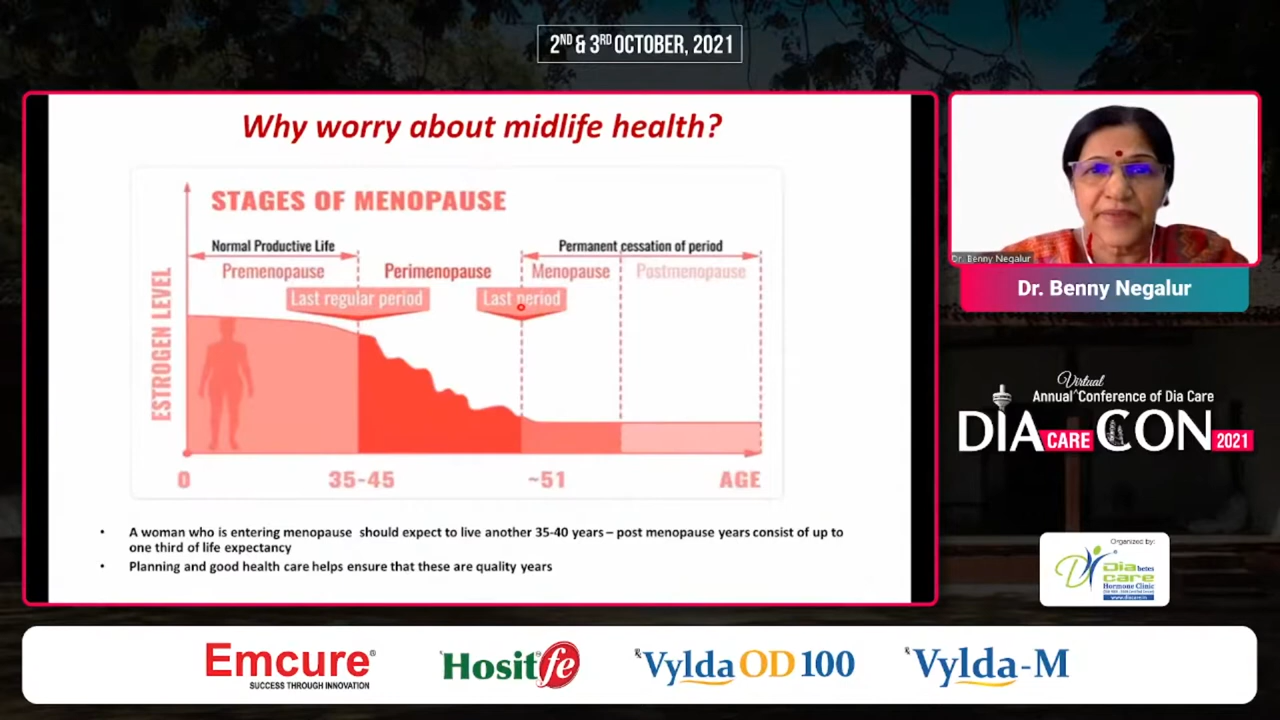 2ND & 3RD OCTOBER, 2021
Why worry about midlife health?
STAGES OF MENOPAUSE
Normal Productive Life
Permanent cessation of period
Premenopause
Perimenopause
Menopause
Postmenopause
Last regular period
Last period
ESTROGEN LEVEL
0
35-45
~51
AGE
• A woman who is entering menopause should expect to live another 35-40 years – post menopause years consist of up to
one third of life expectancy
• Planning and good health care helps ensure that these are quality years
Dr. Benny Negalur
Dr. Benny Negalur
Virtual
Annual ^ Conference of Dia Care
DIA CARE CON 2021
Organized by:
Diabetes
care
Hormone Clinic
Emcure®
SUCCESS THROUGH INNOVATION
Hosit fe
Rx Vylda OD 100
Rx Vylda-M